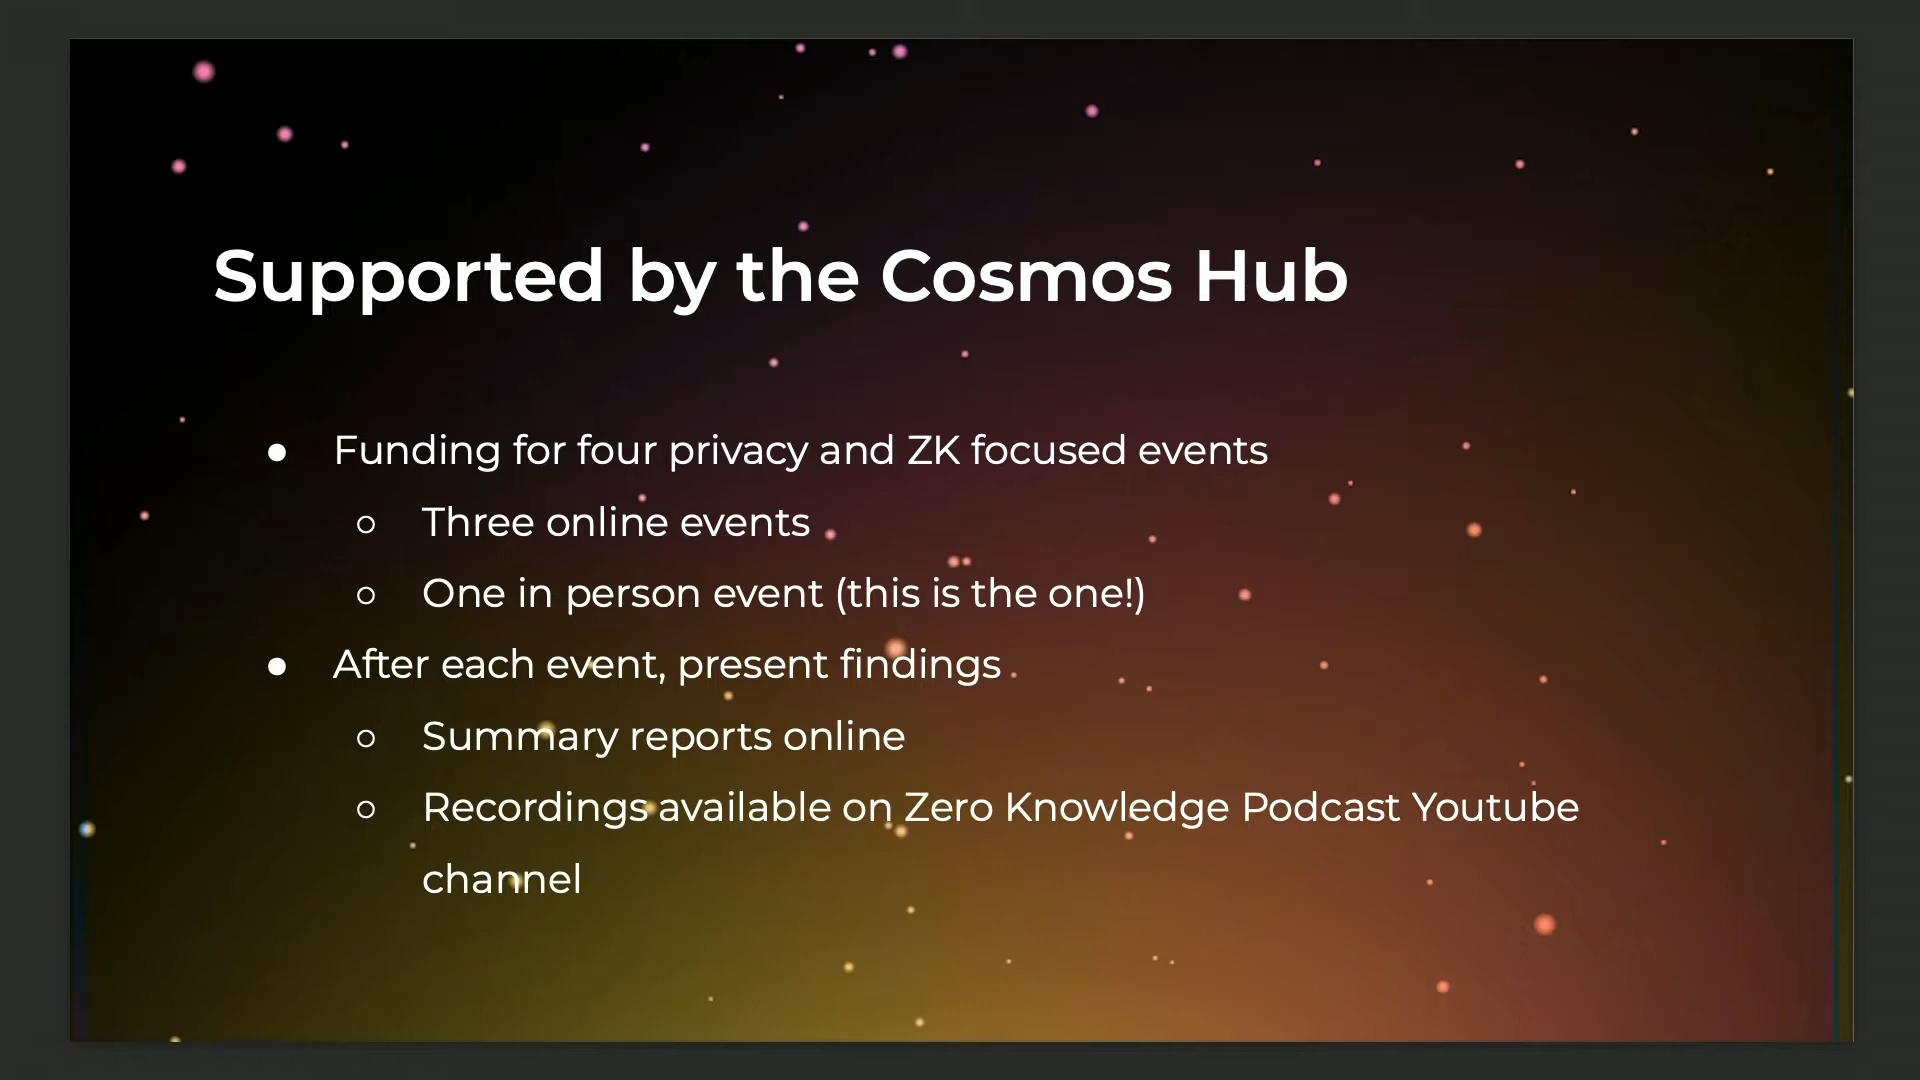 Supported by the Cosmos Hub
● Funding for four privacy and ZK focused events
○ Three online events
○ One in person event (this is the one!)
● After each event, present findings
○ Summary reports online
○ Recordings available on Zero Knowledge Podcast Youtube
channel